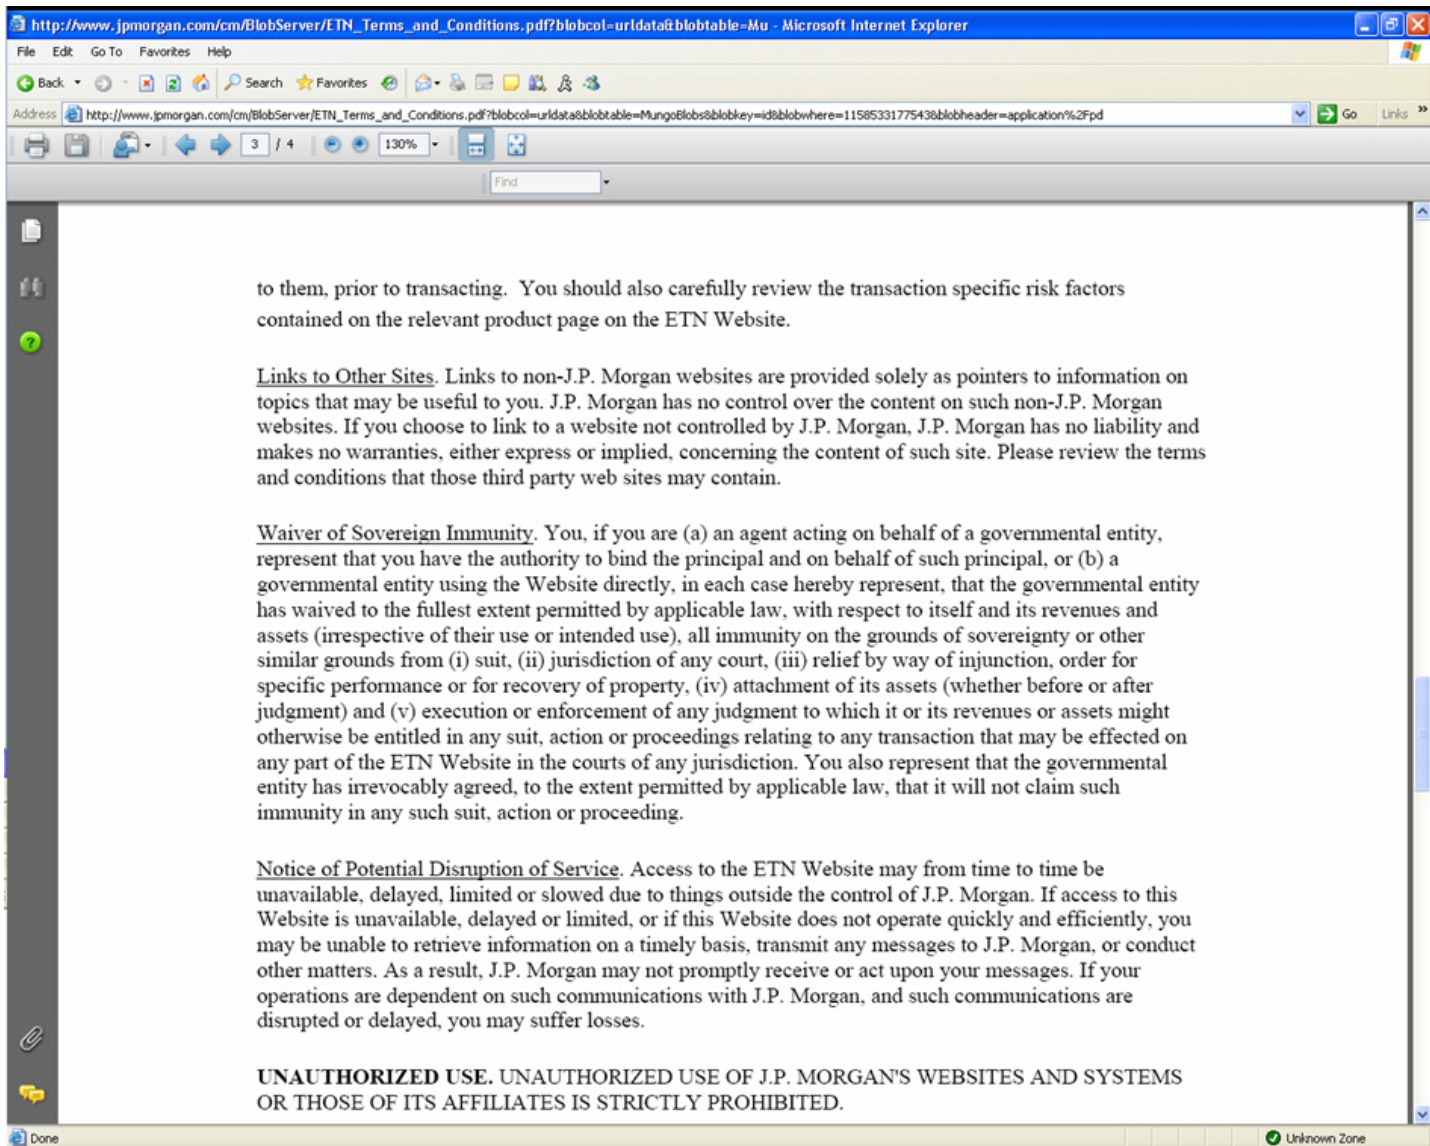 http://www.jpmorgan.com/cm/BlobServer/ETN_Terms_and_Conditions.pdf?blobcol=urldata&blobtable=Mu - Microsoft Internet Explorer
File Edit Go To Favorites Help
Back Search Favorites
Address http://www.jpmorgan.com/cm/BlobServer/ETN_Terms_and_Conditions.pdf?blobcol=urldata&blobtable=MungoBlobs&blobkey=id&blobwhere=1158533177543&blobheader=application%2Fpd Go Links »
3 / 4 130%
Find
to them, prior to transacting. You should also carefully review the transaction specific risk factors
contained on the relevant product page on the ETN Website.
Links to Other Sites. Links to non-J.P. Morgan websites are provided solely as pointers to information on
topics that may be useful to you. J.P. Morgan has no control over the content on such non-J.P. Morgan
websites. If you choose to link to a website not controlled by J.P. Morgan, J.P. Morgan has no liability and
makes no warranties, either express or implied, concerning the content of such site. Please review the terms
and conditions that those third party web sites may contain.
Waiver of Sovereign Immunity. You, if you are (a) an agent acting on behalf of a governmental entity,
represent that you have the authority to bind the principal and on behalf of such principal, or (b) a
governmental entity using the Website directly, in each case hereby represent, that the governmental entity
has waived to the fullest extent permitted by applicable law, with respect to itself and its revenues and
assets (irrespective of their use or intended use), all immunity on the grounds of sovereignty or other
similar grounds from (i) suit, (ii) jurisdiction of any court, (iii) relief by way of injunction, order for
specific performance or for recovery of property, (iv) attachment of its assets (whether before or after
judgment) and (v) execution or enforcement of any judgment to which it or its revenues or assets might
otherwise be entitled in any suit, action or proceedings relating to any transaction that may be effected on
any part of the ETN Website in the courts of any jurisdiction. You also represent that the governmental
entity has irrevocably agreed, to the extent permitted by applicable law, that it will not claim such
immunity in any such suit, action or proceeding.
Notice of Potential Disruption of Service. Access to the ETN Website may from time to time be
unavailable, delayed, limited or slowed due to things outside the control of J.P. Morgan. If access to this
Website is unavailable, delayed or limited, or if this Website does not operate quickly and efficiently, you
may be unable to retrieve information on a timely basis, transmit any messages to J.P. Morgan, or conduct
other matters. As a result, J.P. Morgan may not promptly receive or act upon your messages. If your
operations are dependent on such communications with J.P. Morgan, and such communications are
disrupted or delayed, you may suffer losses.
UNAUTHORIZED USE. UNAUTHORIZED USE OF J.P. MORGAN'S WEBSITES AND SYSTEMS
OR THOSE OF ITS AFFILIATES IS STRICTLY PROHIBITED.
Done Unknown Zone